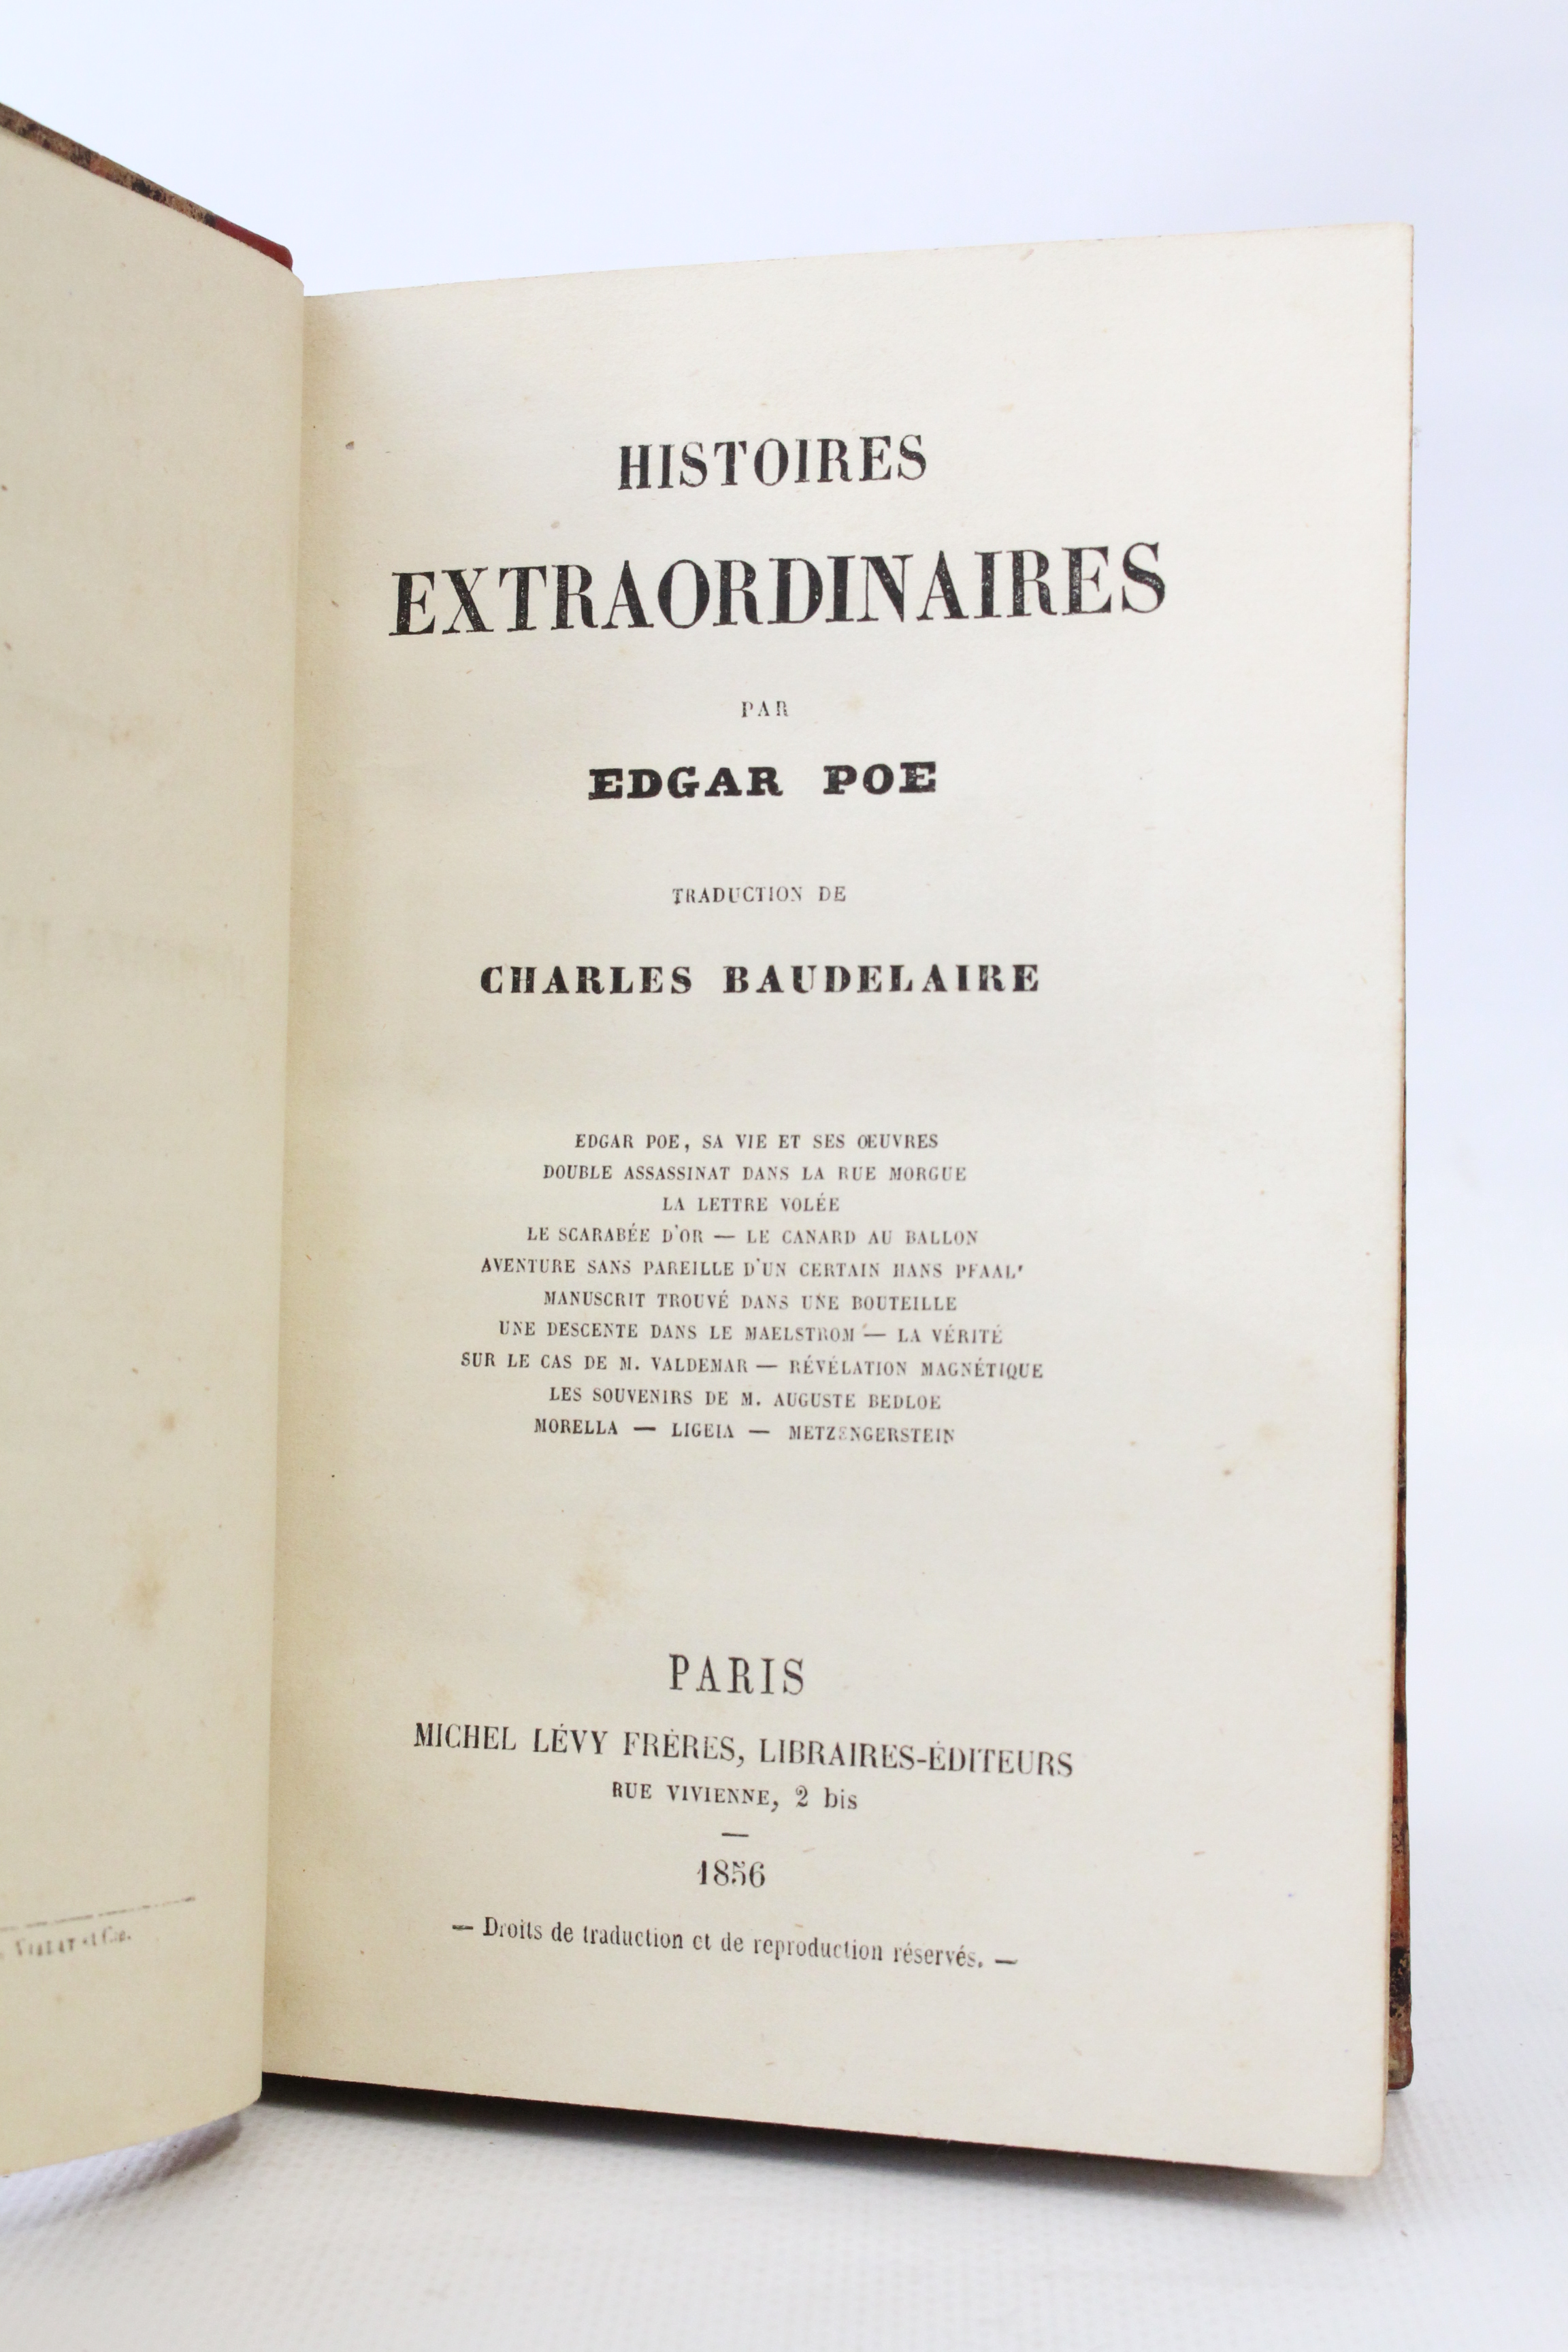 HISTOIRES
EXTRAORDINAIRES
PAR
EDGAR POE
TRADUCTION DE
CHARLES BAUDELAIRE
EDGAR POE, SA VIE ET SES ŒUVRES
DOUBLE ASSASSINAT DANS LA RUE MORGUE
LA LETTRE VOLÉE
LE SCARABÉE D'OR — LE CANARD AU BALLON
AVENTURE SANS PAREILLE D'UN CERTAIN HANS PFAAL'
MANUSCRIT TROUVÉ DANS UNE BOUTEILLE
UNE DESCENTE DANS LE MAELSTROM — LA VÉRITÉ
SUR LE CAS DE M. VALDEMAR — RÉVÉLATION MAGNÉTIQUE
LES SOUVENIRS DE M. AUGUSTE BEDLOE
MORELLA — LIGEIA — METZENGERSTEIN
PARIS
MICHEL LÉVY FRÈRES, LIBRAIRES-ÉDITEURS
RUE VIVIENNE, 2 bis
—
1856
— Droits de traduction et de reproduction réservés. —